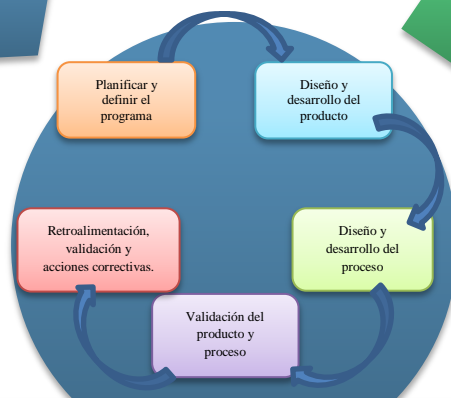 Planificar y
definir el
programa
Diseño y
desarrollo del
producto
Diseño y
desarrollo del
proceso
Validación del
producto y
proceso
Retroalimentación,
validación y
acciones correctivas.